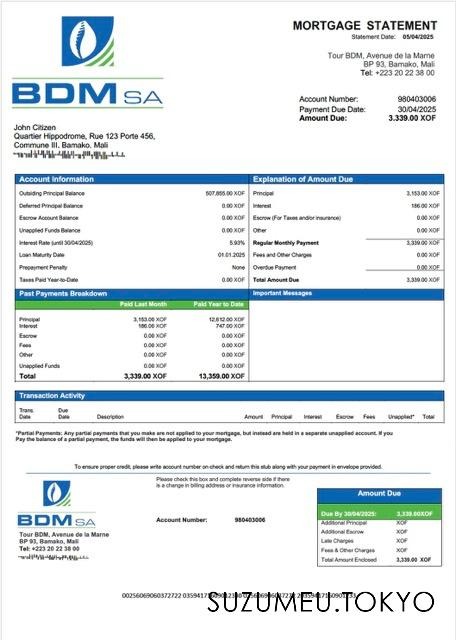 MORTGAGE STATEMENT
Statement Date: 05/04/2025
Tour BDM, Avenue de la Marne
BP 93, Bamako, Mali
Tel: +223 20 22 38 00
BDM SA
Account Number: 980403006
Payment Due Date: 30/04/2025
Amount Due: 3.339.00 XOF
John Citizen
Quartier Hippodrome, Rue 123 Porte 456,
Commune III. Bamako. Mali
Account Information
Outsiding Principal Balance 507,855.00 XOF
Deferred Principal Balance 0.00 XOF
Escrow Account Balance 0.00 XOF
Unapplied Funds Balance 0.00 XOF
Interest Rate (until 30/04/2025) 5.93%
Loan Maturity Date 01.01.2025
Prepayment Penalty None
Taxes Paid Year-to-Date 0.00 XOF
Explanation of Amount Due
Principal 3,153.00 XOF
Interest 186.00 XOF
Escrow (For Taxes and/or insurance) 0.00 XOF
Other 0.00 XOF
Regular Monthly Payment 3,339.00 XOF
Fees and Other Charges 0.00 XOF
Overdue Payment 0.00 XOF
Total Amount Due 3,339.00 XOF
Past Payments Breakdown
Paid Last Month Paid Year to Date
Principal 3,153.00 XOF 12,612.00 XOF
Interest 186.00 XOF 747.00 XOF
Escrow 0.00 XOF 0.00 XOF
Fees 0.00 XOF 0.00 XOF
Other 0.00 XOF 0.00 XOF
Unapplied Funds 0.00 XOF 0.00 XOF
Total 3,339.00 XOF 13,359.00 XOF
Important Messages
Transaction Activity
Trans. Date Due Date Description Amount Principal Interest Escrow Fees Unapplied* Total
*Partial Payments: Any partial payments that you make are not applied to your mortgage, but instead are held in a separate unapplied account. If you
Pay the balance of a partial payment, the funds will then be applied to your mortgage.
To ensure proper credit, please write account number on check and return this stub along with your payment in envelope provided.
BDM SA
Tour BDM, Avenue de la Marne
BP 93, Bamako, Mali
Tel: +223 20 22 38 00
Please check this box and complete reverse side if there
is a change in billing address or insurance information.
Account Number: 980403006
Amount Due
Due By 30/04/2025: 3,339.00XOF
Additional Principal XOF
Additional Escrow XOF
Late Charges XOF
Fees & Other Charges XOF
Total Amount Enclosed 3,339.00 XOF
SUZUMEU.TOKYO